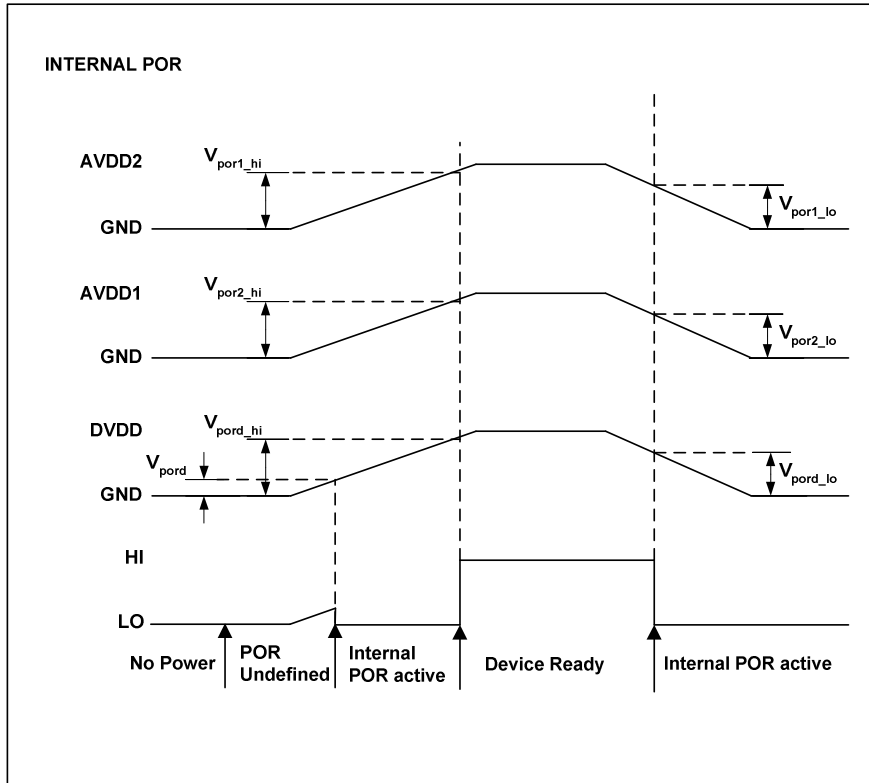 INTERNAL POR
AVDD2
Vpor1_hi
GND
Vpor1_lo
AVDD1
Vpor2_hi
GND
Vpor2_lo
DVDD
Vpord_hi
Vpord
GND
Vpord_lo
HI
LO
No Power
POR
Undefined
Internal
POR active
Device Ready
Internal POR active